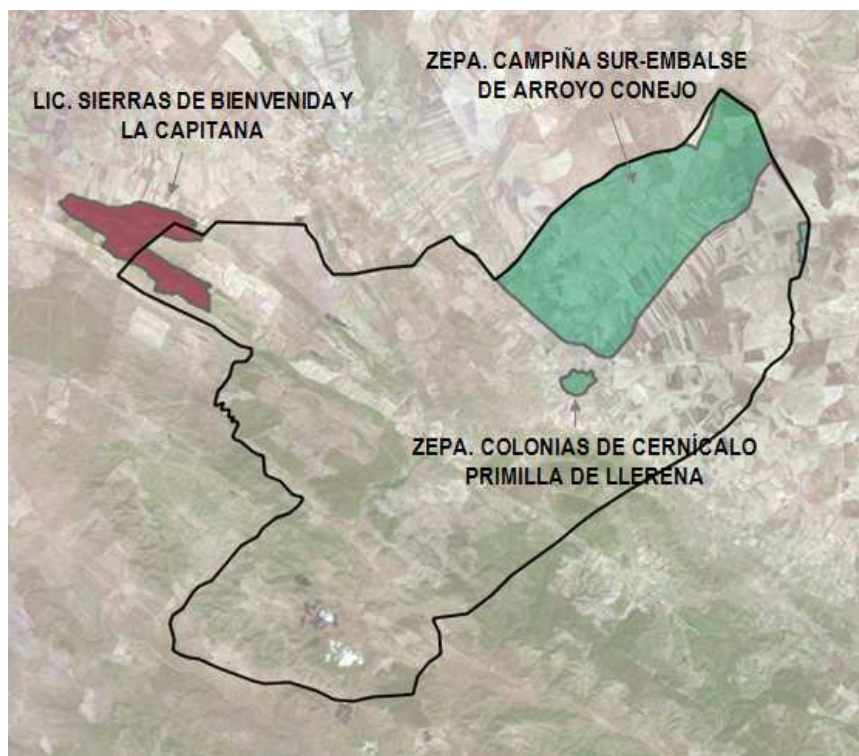 ZEPA. CAMPIÑA SUR-EMBALSE
DE ARROYO CONEJO
LIC. SIERRAS DE BIENVENIDA Y
LA CAPITANA
ZEPA. COLONIAS DE CERNÍCALO
PRIMILLA DE LLERENA